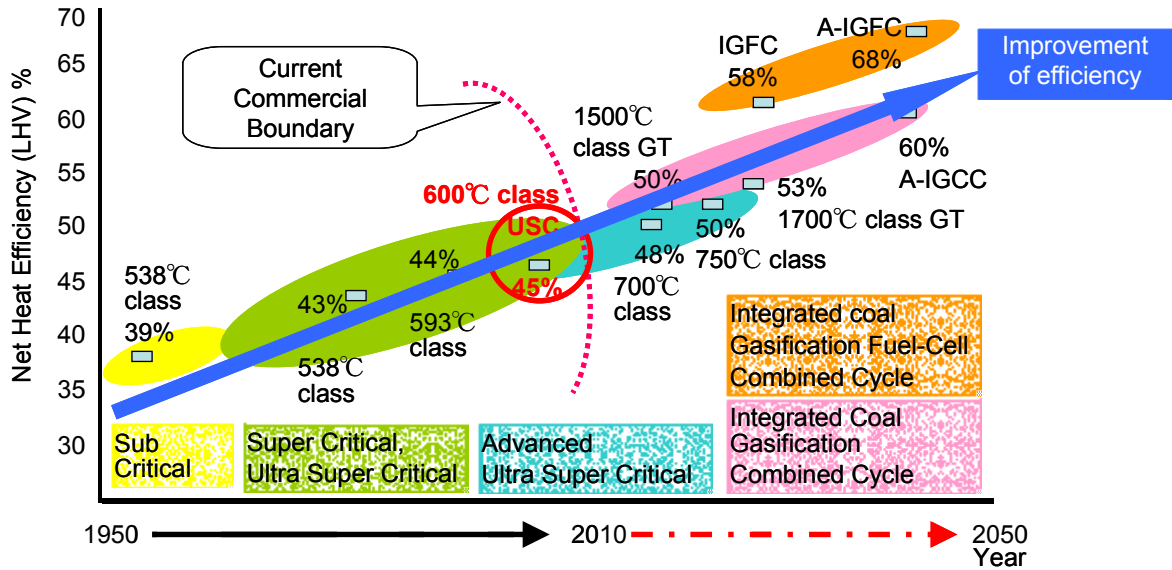 70
65
60
55
50
45
40
35
30
Net Heat Efficiency (LHV) %
Current
Commercial
Boundary
IGFC
58%
A-IGFC
68%
Improvement
of efficiency
1500℃
class GT
50%
60%
A-IGCC
53%
1700℃ class GT
600℃ class
USC
45%
50%
750℃ class
48%
700℃
class
44%
593℃
class
43%
538℃
class
538℃
class
39%
Integrated coal
Gasification Fuel-Cell
Combined Cycle
Integrated Coal
Gasification
Combined Cycle
Sub
Critical
Super Critical,
Ultra Super Critical
Advanced
Ultra Super Critical
1950
2010
2050
Year